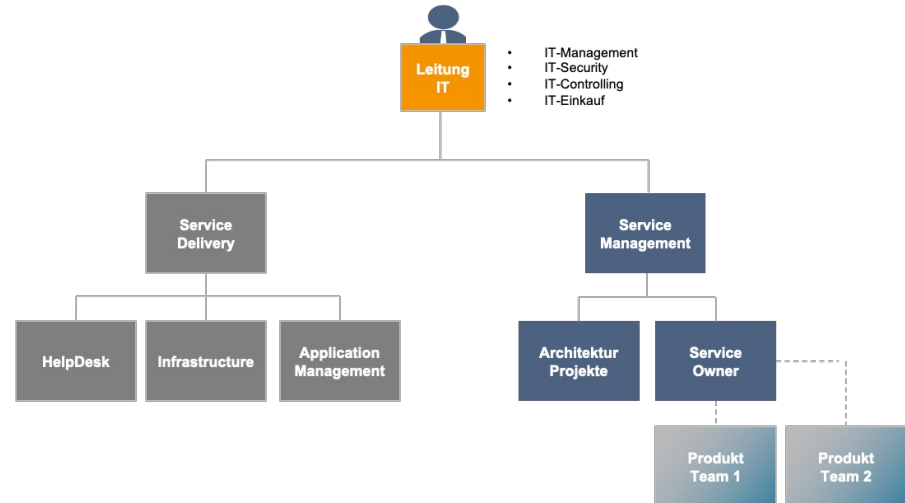 Leitung
IT
• IT-Management
• IT-Security
• IT-Controlling
• IT-Einkauf
Service
Delivery
Service
Management
HelpDesk
Infrastructure
Application
Management
Architektur
Projekte
Service
Owner
Produkt
Team 1
Produkt
Team 2